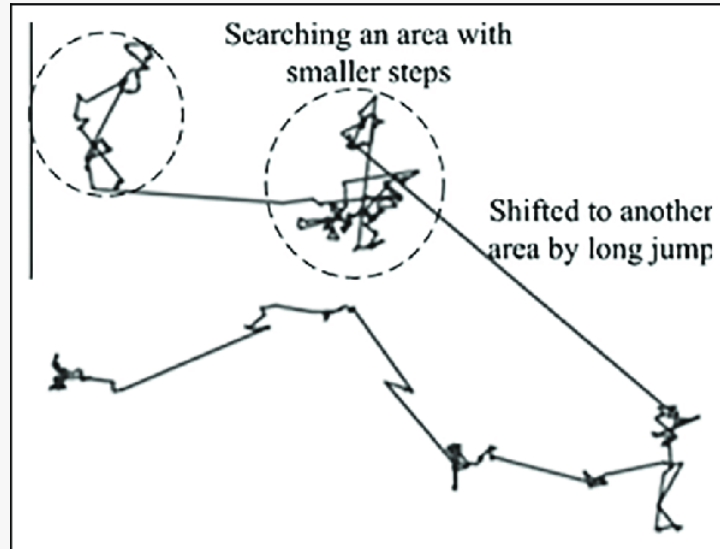 Searching an area with
smaller steps
Shifted to another
area by long jump